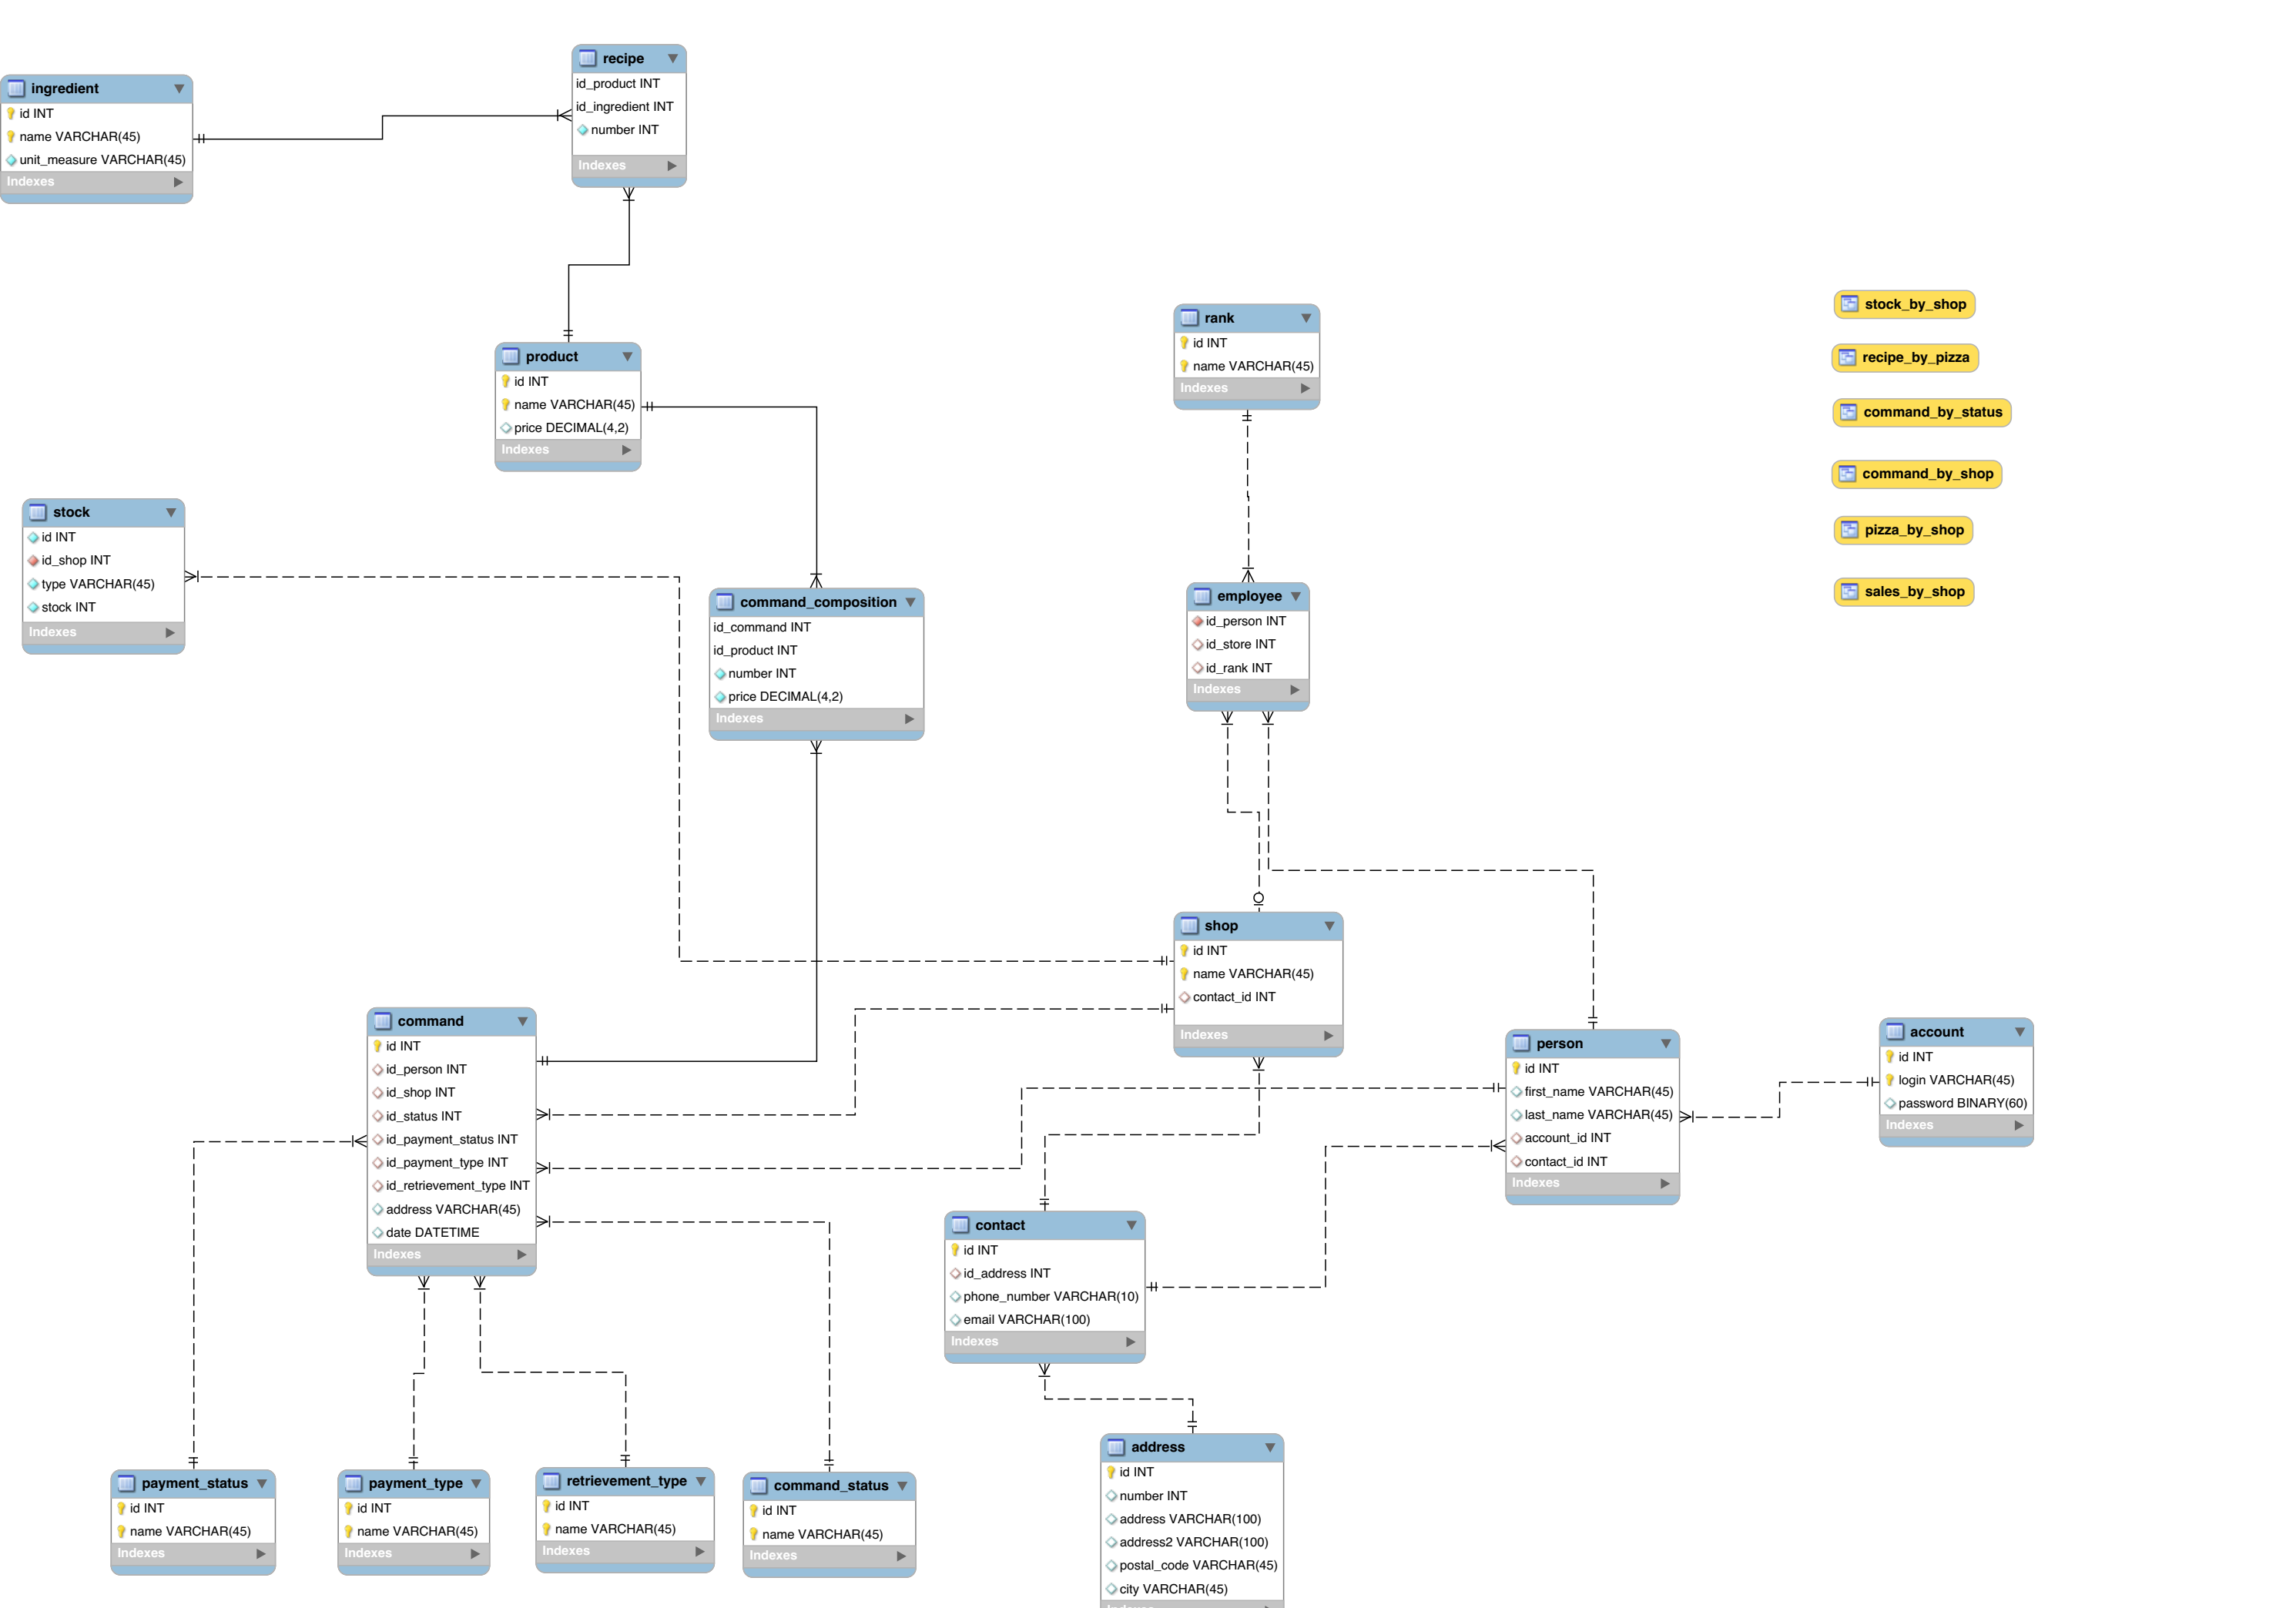 recipe
id_product INT
id_ingredient INT
number INT
Indexes
ingredient
id INT
name VARCHAR(45)
unit_measure VARCHAR(45)
Indexes
product
id INT
name VARCHAR(45)
price DECIMAL(4,2)
Indexes
rank
id INT
name VARCHAR(45)
Indexes
stock_by_shop
recipe_by_pizza
command_by_status
command_by_shop
pizza_by_shop
sales_by_shop
stock
id INT
id_shop INT
type VARCHAR(45)
stock INT
Indexes
command_composition
id_command INT
id_product INT
number INT
price DECIMAL(4,2)
Indexes
employee
id_person INT
id_store INT
id_rank INT
Indexes
shop
id INT
name VARCHAR(45)
contact_id INT
Indexes
command
id INT
id_person INT
id_shop INT
id_status INT
id_payment_status INT
id_payment_type INT
id_retrievement_type INT
address VARCHAR(45)
date DATETIME
Indexes
person
id INT
first_name VARCHAR(45)
last_name VARCHAR(45)
account_id INT
contact_id INT
Indexes
account
id INT
login VARCHAR(45)
password BINARY(60)
Indexes
contact
id INT
id_address INT
phone_number VARCHAR(10)
email VARCHAR(100)
Indexes
payment_status
id INT
name VARCHAR(45)
Indexes
payment_type
id INT
name VARCHAR(45)
Indexes
retrievement_type
id INT
name VARCHAR(45)
Indexes
command_status
id INT
name VARCHAR(45)
Indexes
address
id INT
number INT
address VARCHAR(100)
address2 VARCHAR(100)
postal_code VARCHAR(45)
city VARCHAR(45)